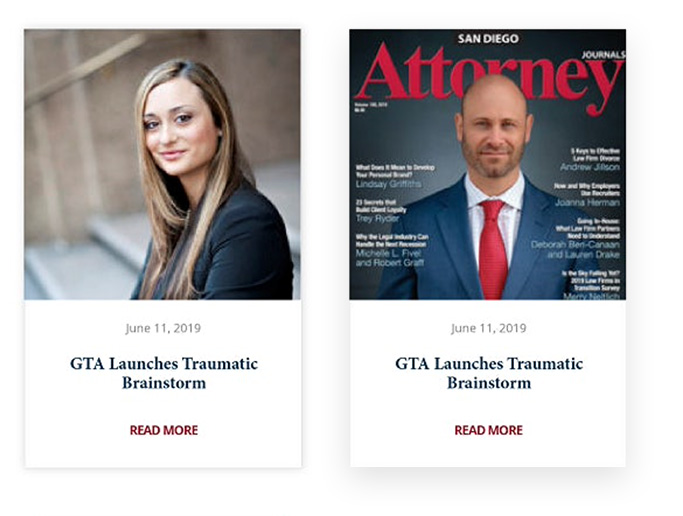 SAN DIEGO
Attorney
JOURNALS
What Does It Mean to Develop
Your Personal Brand?
Lindsay Griffiths
23 Secrets that
Build Client Loyalty
Trey Ryder
Why the Legal Industry Can
Handle the Next Recession
Michelle L. Fivel
and Robert Graff
5 Keys to Effective
Law Firm Divorce
Andrew Jillson
How and Why Employers
Use Recruiters
Joanna Herman
Going In-House:
What Law Firm Partners
Need to Understand
Deborah Ben-Canaan
and Lauren Drake
Is the Sky Falling Yet?
2019 Law Firms in
Transition Survey
Merry Neitlich
June 11, 2019
GTA Launches Traumatic
Brainstorm
READ MORE
June 11, 2019
GTA Launches Traumatic
Brainstorm
READ MORE